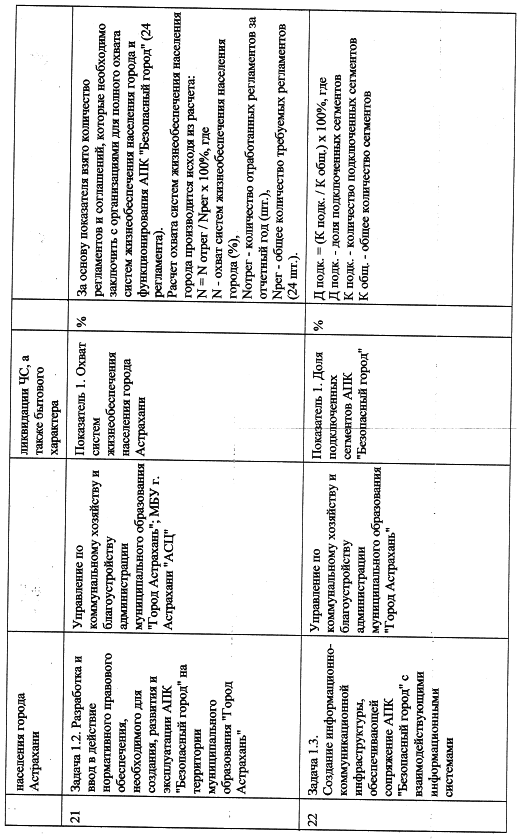 населения города
Астрахани
ликвидации ЧС, а
также бытового
характера
21
Задача 1.2. Разработка и
ввод в действие
нормативного правового
обеспечения,
необходимого для
создания, развития и
эксплуатации АПК
"Безопасный город" на
территории
муниципального
образования "Город
Астрахань"
Управление по
коммунальному хозяйству и
благоустройству
администрации
муниципального образования
"Город Астрахань"; МБУ г.
Астрахани "АСЦ"
Показатель 1. Охват
систем
жизнеобеспечения
населения города
Астрахани
%
За основу показателя взято количество
регламентов и соглашений, которые необходимо
заключить с организациями для полного охвата
систем жизнеобеспечения населения города и
функционирования АПК "Безопасный город" (24
регламента).
Расчет охвата систем жизнеобеспечения населения
города производится исходя из расчета:
N = N отрег / Nрег х 100%, где
N - охват систем жизнеобеспечения населения
города (%),
Nотрег - количество отработанных регламентов за
отчетный год (шт.),
Nрег - общее количество требуемых регламентов
(24 шт.).
22
Задача 1.3.
Создание информационно-
коммуникационной
инфраструктуры,
обеспечивающей
сопряжение АПК
"Безопасный город" с
взаимодействующими
информационными
системами
Управление по
коммунальному хозяйству и
благоустройству
администрации
муниципального образования
"Город Астрахань"
Показатель 1. Доля
подключенных
сегментов АПК
"Безопасный город"
%
Д подк. = (К подк. / К общ.) х 100%, где
Д подк. - доля подключенных сегментов
К подк. - количество подключенных сегментов
К общ. - общее количество сегментов